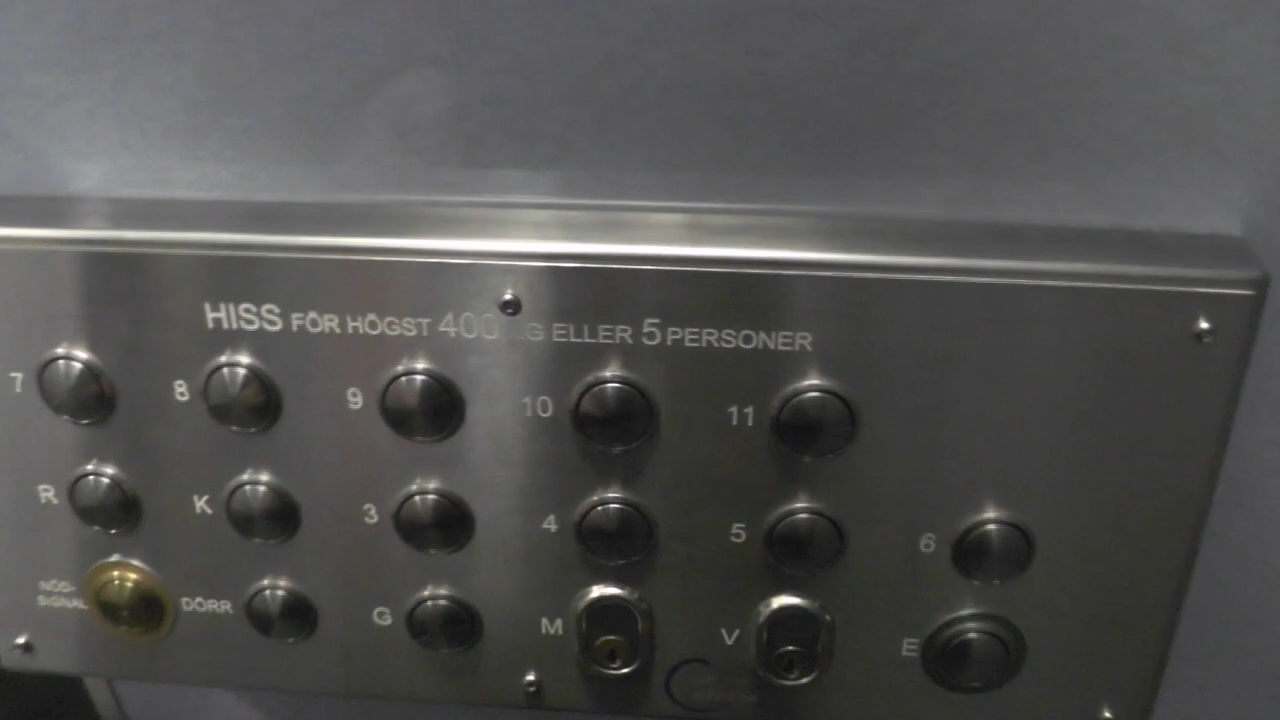 HISS FÖR HÖGST 400 KG ELLER 5 PERSONER
7 8 9 10 11
R K 3 4 5 6
NÖD-
SIGNAL DÖRR G M V E